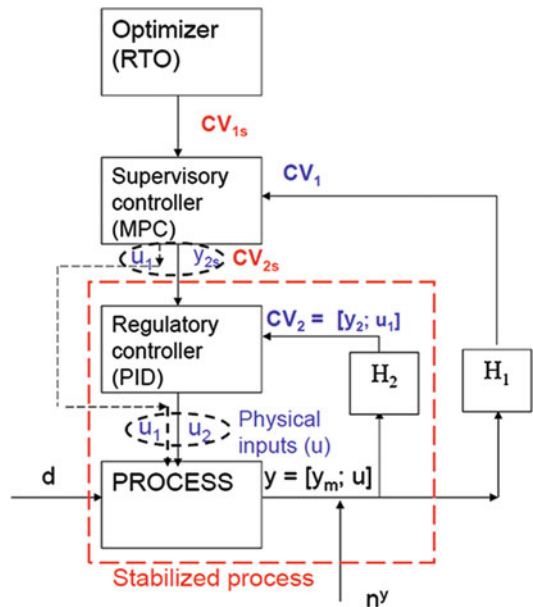 Optimizer
(RTO)
CV1s
Supervisory
controller
(MPC)
CV1
u1 y2s
CV2s
Regulatory
controller
(PID)
CV2 = [y2; u1]
H2
H1
u1 u2
Physical
inputs (u)
d
PROCESS
y = [ym; u]
Stabilized process
ny